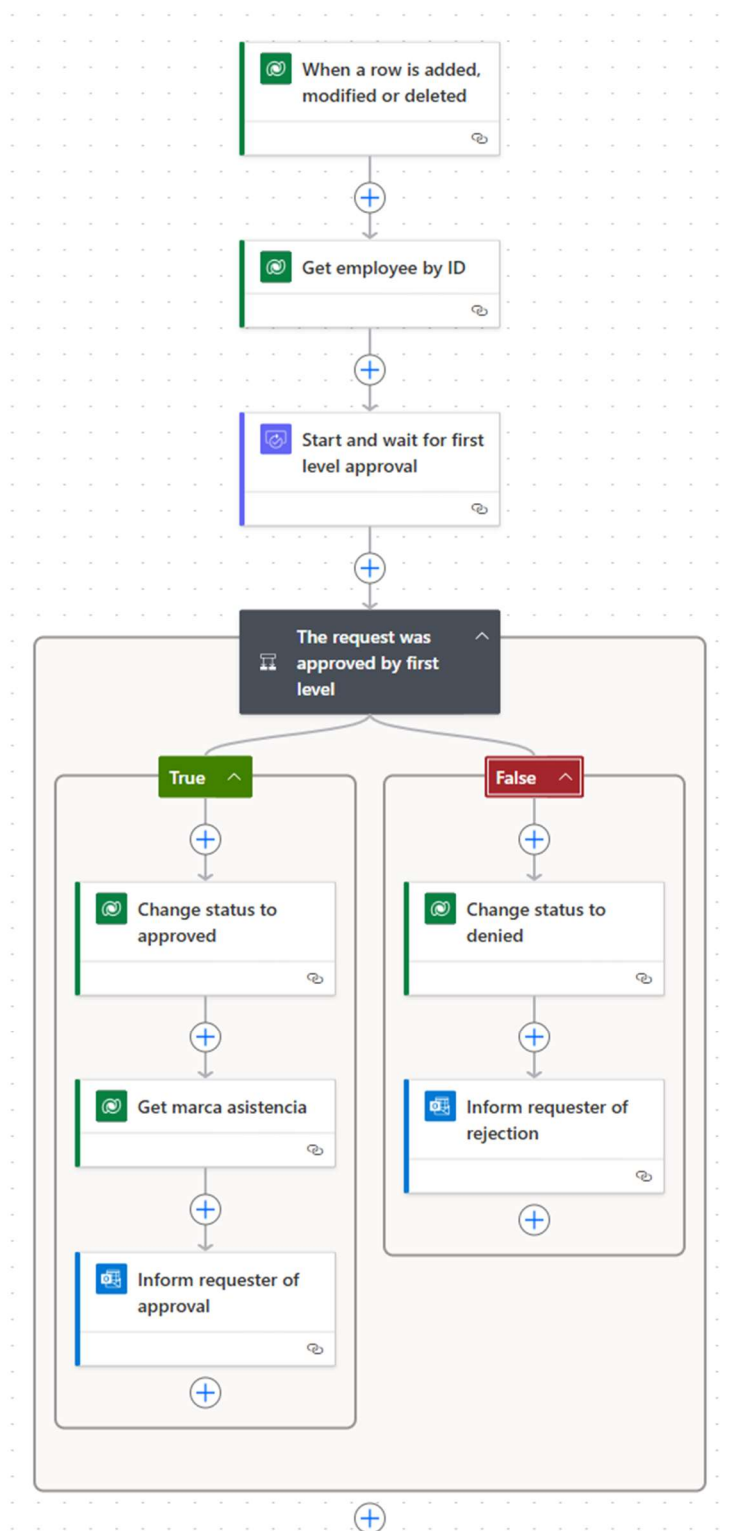 When a row is added,
modified or deleted
Get employee by ID
Start and wait for first
level approval
The request was
approved by first
level
True
False
Change status to
approved
Change status to
denied
Get marca asistencia
Inform requester of
rejection
Inform requester of
approval